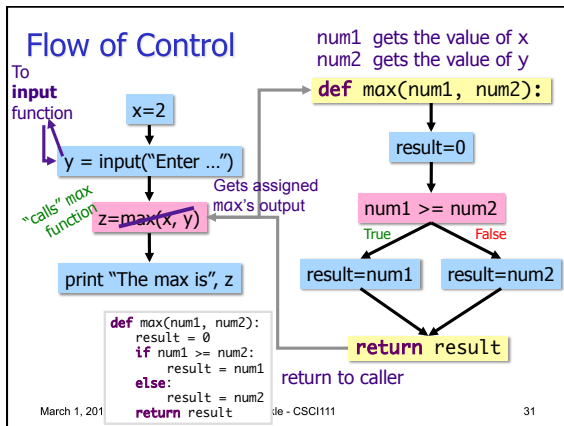 Flow of Control
num1 gets the value of x
num2 gets the value of y
To
input
function
x=2
y = input(“Enter …”)
“calls” max
function
z=max(x, y)
Gets assigned
max’s output
print “The max is”, z
def max(num1, num2):
result=0
num1 >= num2
True
False
result=num1
result=num2
return result
return to caller
def max(num1, num2):
    result = 0
    if num1 >= num2:
        result = num1
    else:
        result = num2
    return result
March 1, 201
- CSCI111
31